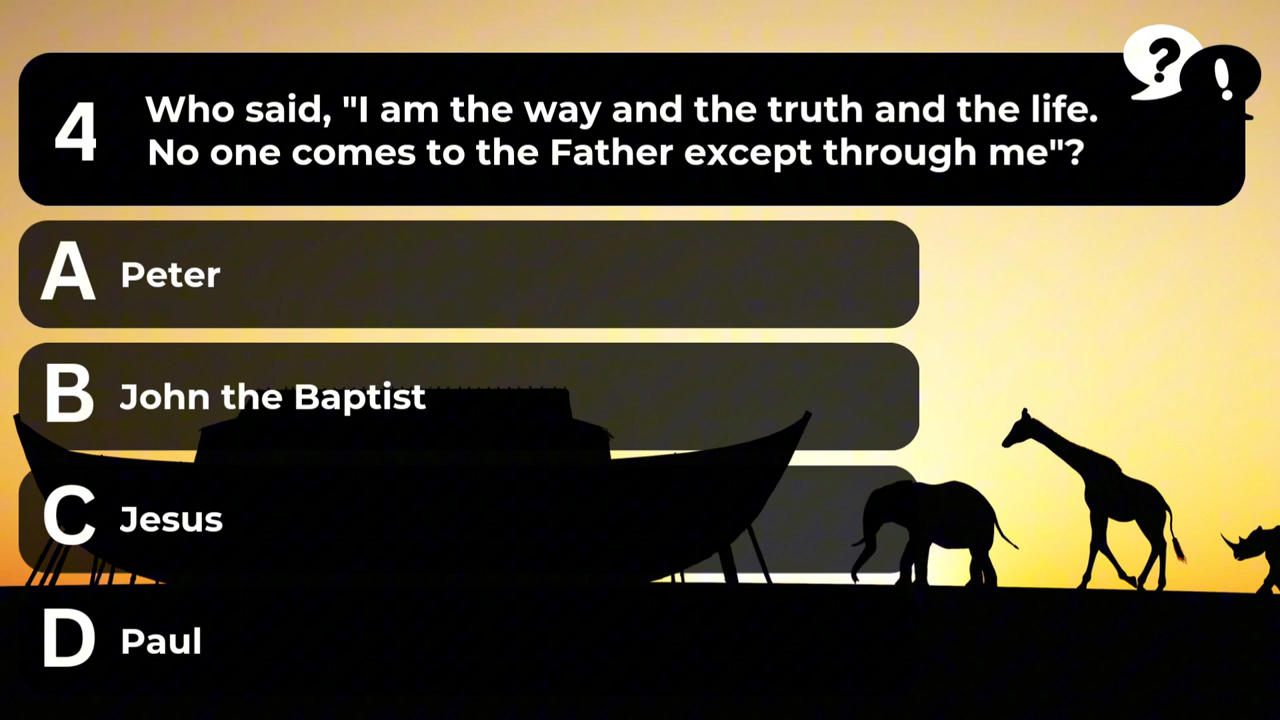 ? !
4
Who said, "I am the way and the truth and the life.
No one comes to the Father except through me"?
A Peter
B John the Baptist
C Jesus
D Paul